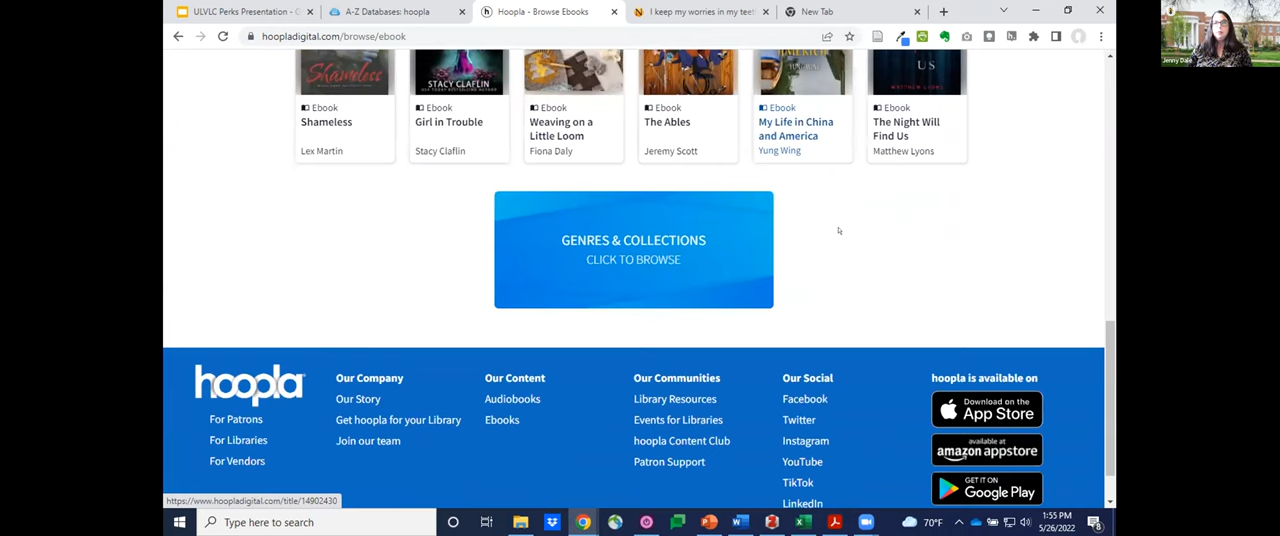 ULVLC Perks Presentation - G
A-Z Databases: hoopla
Hoopla - Browse Ebooks
I keep my worries in my teet
New Tab
hoopladigital.com/browse/ebook
Jenny Dale
Shameless
STACY CLAFLIN
US
MATTHEW LYONS
Ebook
Ebook
Ebook
Ebook
Ebook
Ebook
Shameless
Girl in Trouble
Weaving on a
Little Loom
The Ables
My Life in China
and America
The Night Will
Find Us
Lex Martin
Stacy Claflin
Fiona Daly
Jeremy Scott
Yung Wing
Matthew Lyons
GENRES & COLLECTIONS
CLICK TO BROWSE
hoopla
For Patrons
For Libraries
For Vendors
Our Company
Our Story
Get hoopla for your Library
Join our team
Our Content
Audiobooks
Ebooks
Our Communities
Library Resources
Events for Libraries
hoopla Content Club
Patron Support
Our Social
Facebook
Twitter
Instagram
YouTube
TikTok
LinkedIn
hoopla is available on
Download on the
App Store
available at
amazon appstore
GET IT ON
Google Play
https://www.hoopladigital.com/title/14902430
Type here to search
70°F
1:55 PM
5/26/2022